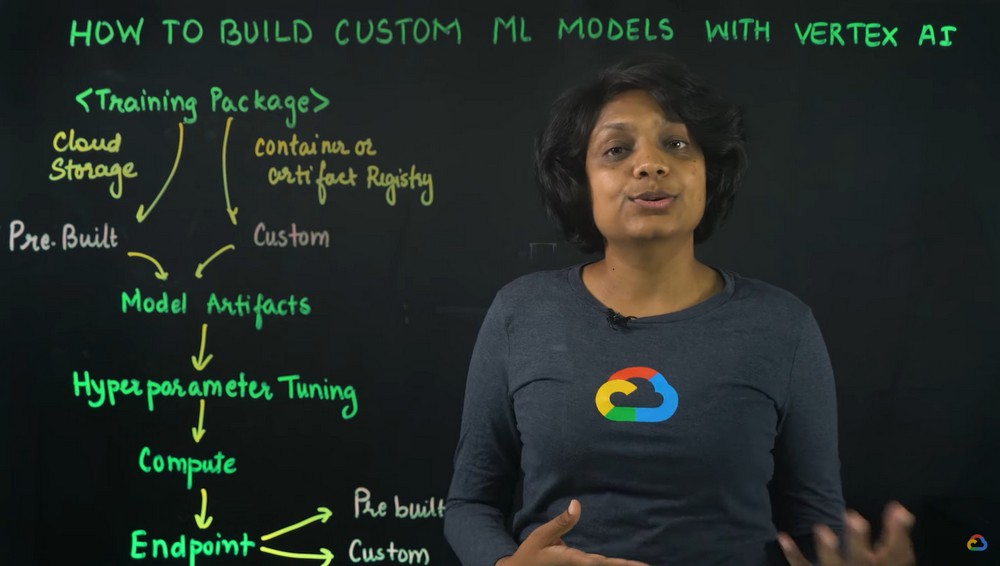 HOW TO BUILD CUSTOM ML MODELS WITH VERTEX AI
<Training Package>
Cloud
Storage
container or
artifact Registry
Pre-Built
Custom
Model Artifacts
Hyperparameter Tuning
Compute
Endpoint
Pre built
Custom